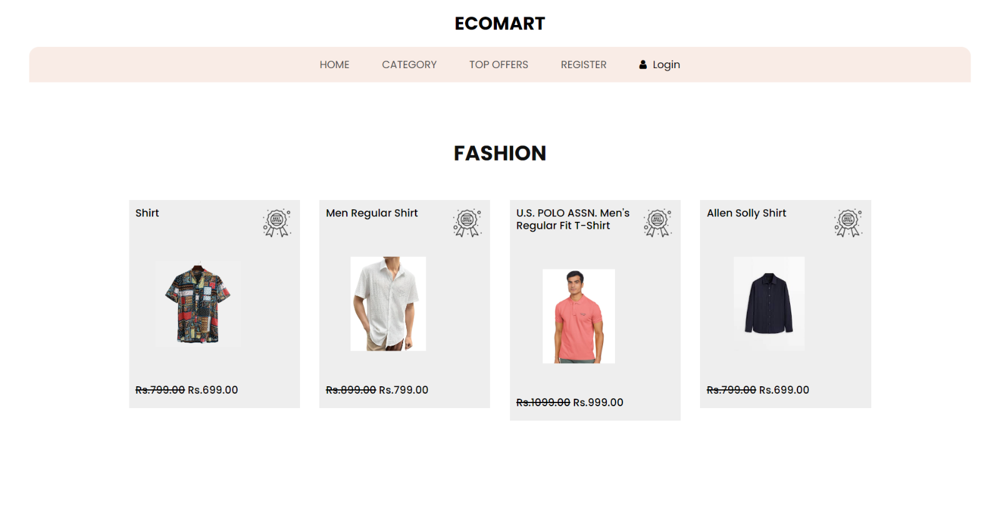 ECOMART
HOME CATEGORY TOP OFFERS REGISTER Login
FASHION
Shirt
BEST
OFFER
Rs.799.00 Rs.699.00
Men Regular Shirt
BEST
OFFER
Rs.899.00 Rs.799.00
U.S. POLO ASSN. Men's
Regular Fit T-Shirt
BEST
OFFER
Rs.1099.00 Rs.999.00
Allen Solly Shirt
BEST
OFFER
Rs.799.00 Rs.699.00